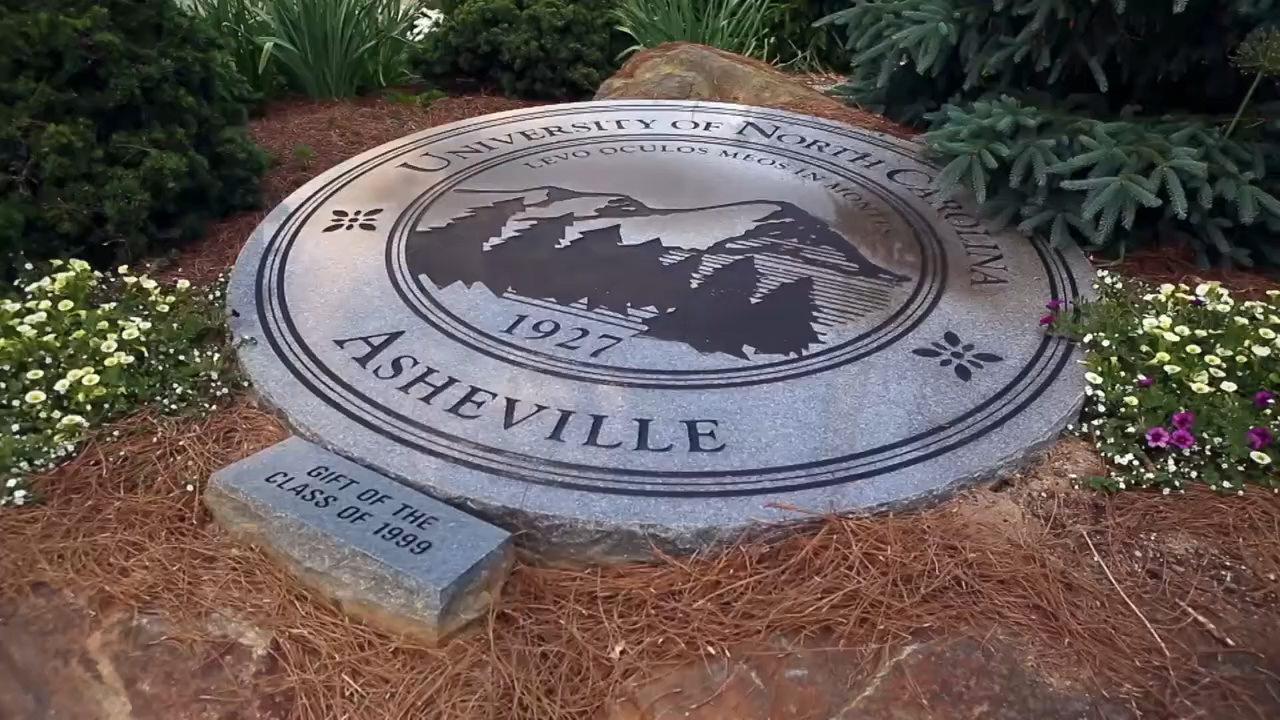 UNIVERSITY OF NORTH CAROLINA
LEVO OCULOS MEOS IN MONTES
1927
ASHEVILLE
GIFT OF THE
CLASS OF 1999